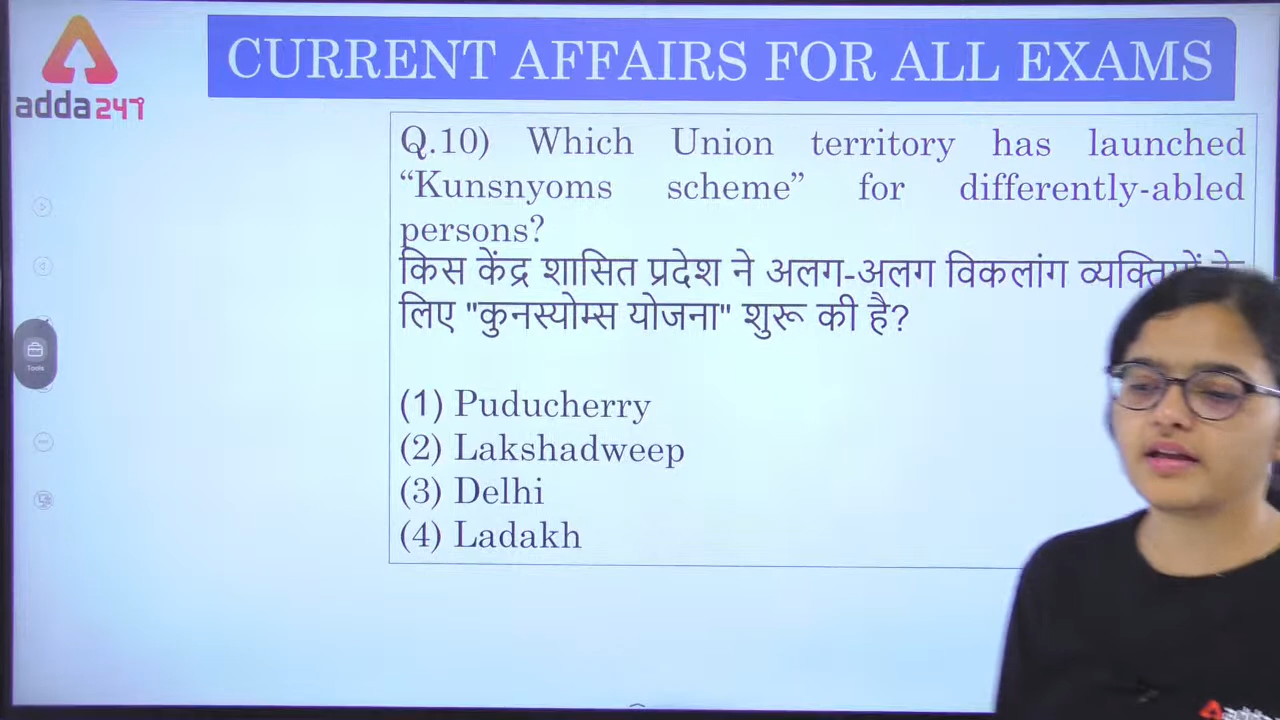 adda247
CURRENT AFFAIRS FOR ALL EXAMS
Q.10) Which Union territory has launched
“Kunsnyoms scheme” for differently-abled
persons?
किस केंद्र शासित प्रदेश ने अलग-अलग विकलांग
लिए "कुनस्योम्स योजना" शुरू की है?
(1) Puducherry
(2) Lakshadweep
(3) Delhi
(4) Ladakh
Tools